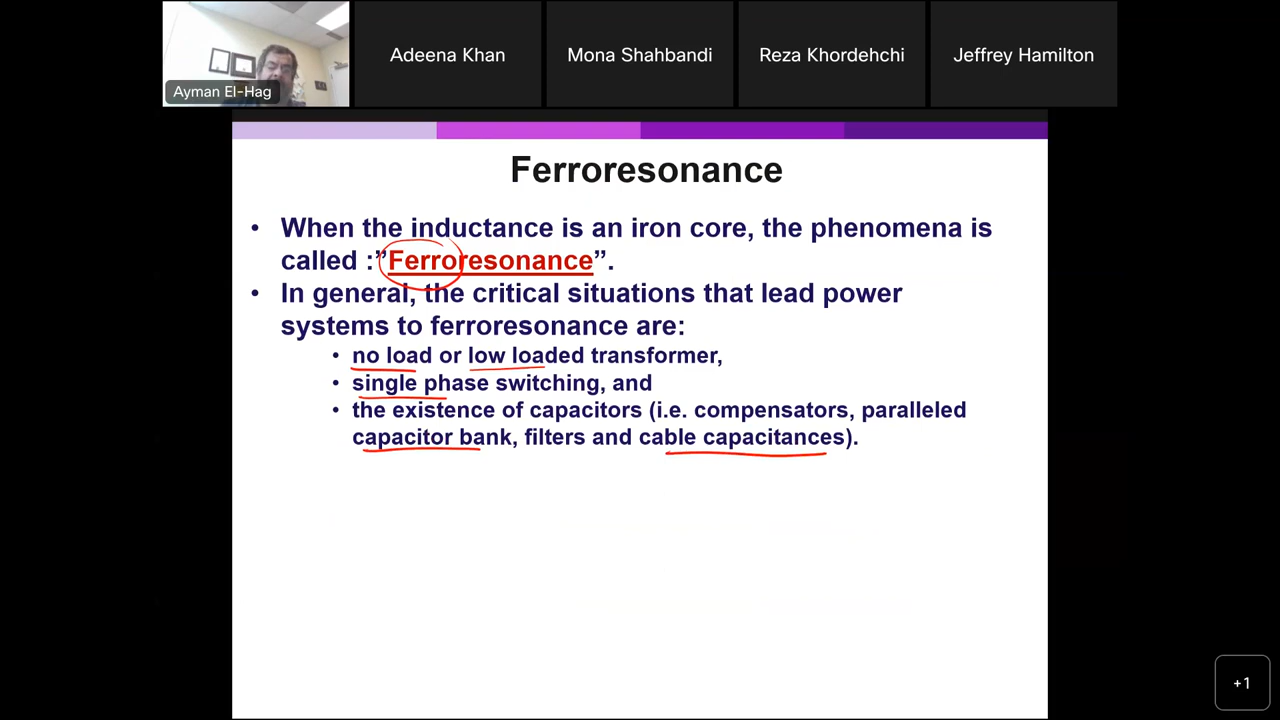 Ayman El-Hag
Adeena Khan
Mona Shahbandi
Reza Khordehchi
Jeffrey Hamilton
Ferroresonance
• When the inductance is an iron core, the phenomena is
called :”Ferroresonance”.
• In general, the critical situations that lead power
systems to ferroresonance are:
• no load or low loaded transformer,
• single phase switching, and
• the existence of capacitors (i.e. compensators, paralleled
capacitor bank, filters and cable capacitances).
+1